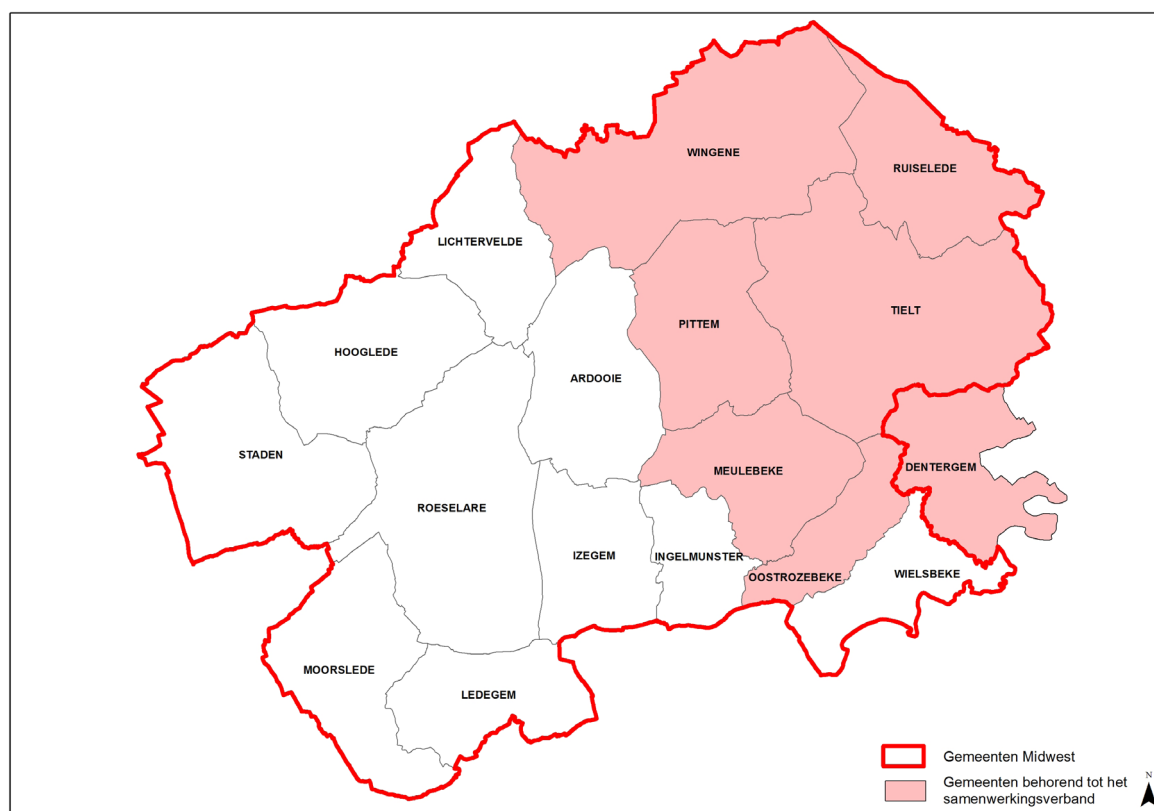 WINGENE
RUISELEDE
LICHTERVELDE
TIELT
PITTEM
HOOGLEDE
ARDOOIE
STADEN
MEULEBEKE
DENTERGEM
ROESELARE
IZEGEM
INGELMUNSTER
OOSTROZEBEKE
WIELSBEKE
MOORSLEDE
LEDEGEM
Gemeenten Midwest
Gemeenten behorend tot het
samenwerkingsverband
N